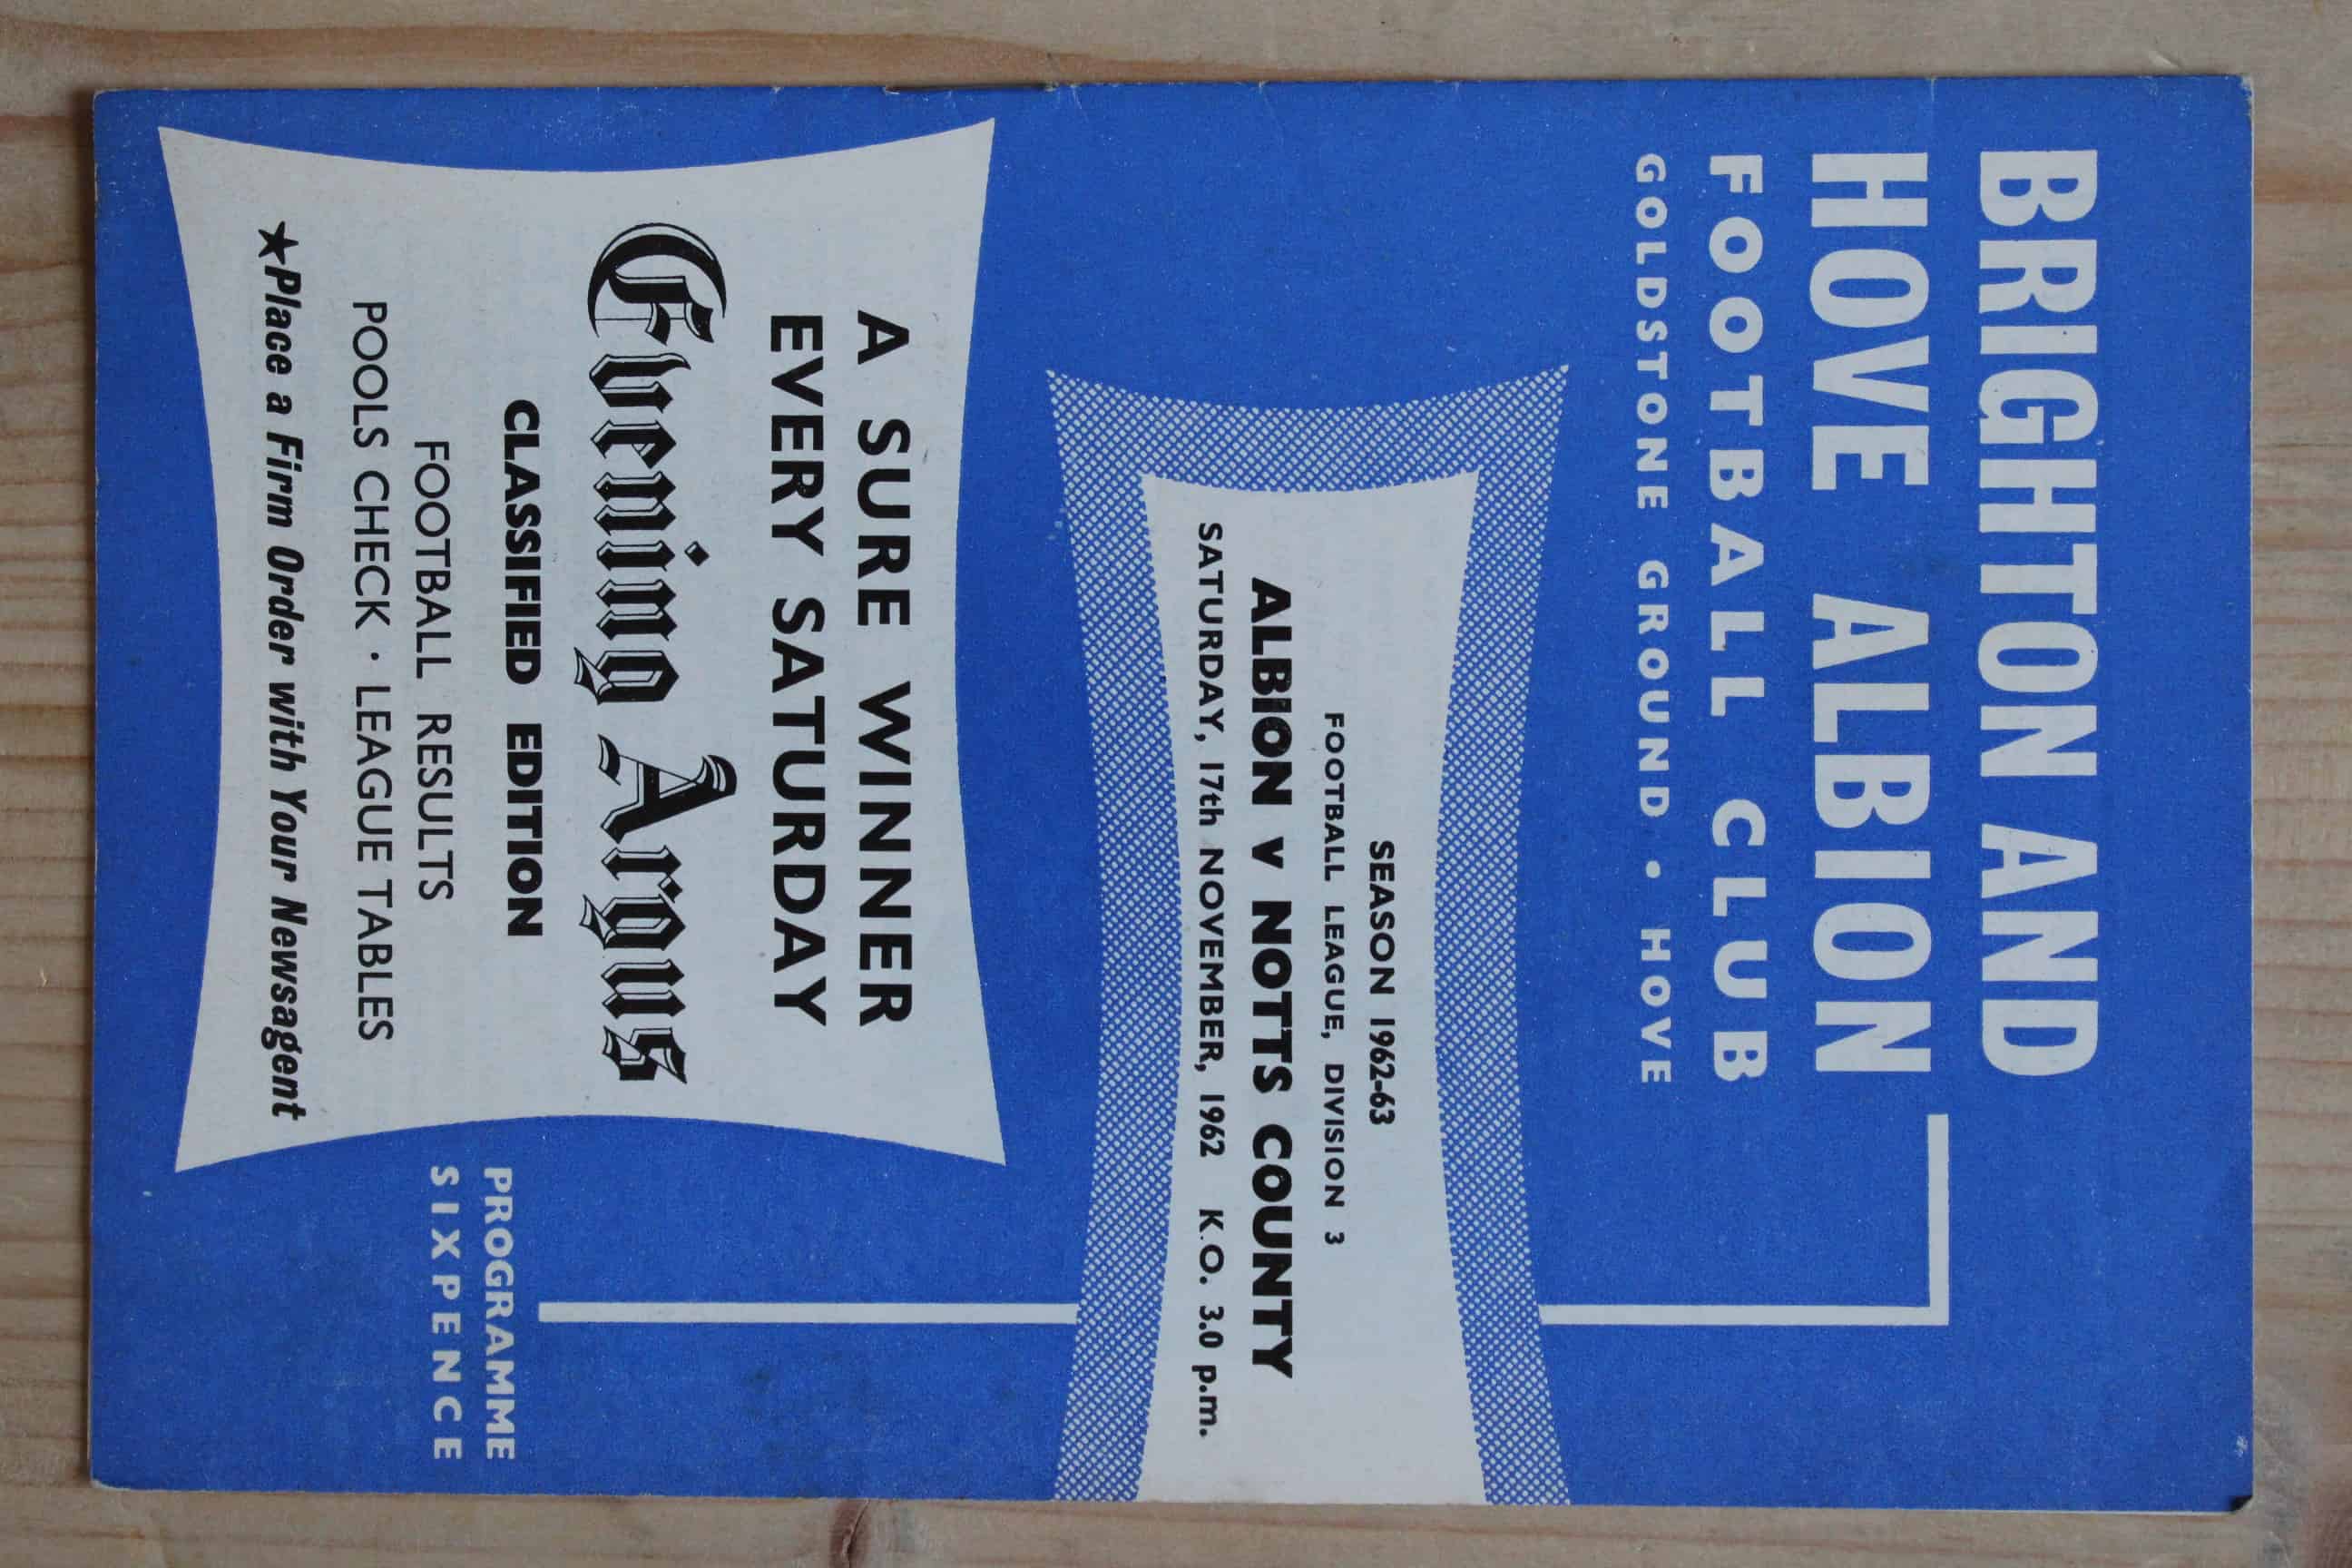 BRIGHTON AND
HOVE ALBION
FOOTBALL CLUB
GOLDSTONE GROUND • HOVE
SEASON 1962-63
FOOTBALL LEAGUE, DIVISION 3
ALBION v NOTTS COUNTY
SATURDAY, 17th NOVEMBER, 1962 K.O. 3.0 p.m.
A SURE WINNER
EVERY SATURDAY
Evening Argus
CLASSIFIED EDITION
FOOTBALL RESULTS
POOLS CHECK · LEAGUE TABLES
★Place a Firm Order with Your Newsagent
PROGRAMME
SIXPENCE